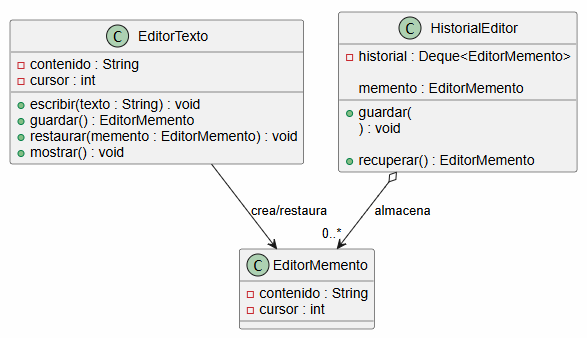 C EditorTexto
contenido : String
cursor : int
escribir(texto : String) : void
guardar() : EditorMemento
restaurar(memento : EditorMemento) : void
mostrar() : void
C HistorialEditor
historial : Deque<EditorMemento>
memento : EditorMemento
guardar(
) : void
recuperar() : EditorMemento
crea/restaura
almacena
0..*
C EditorMemento
contenido : String
cursor : int